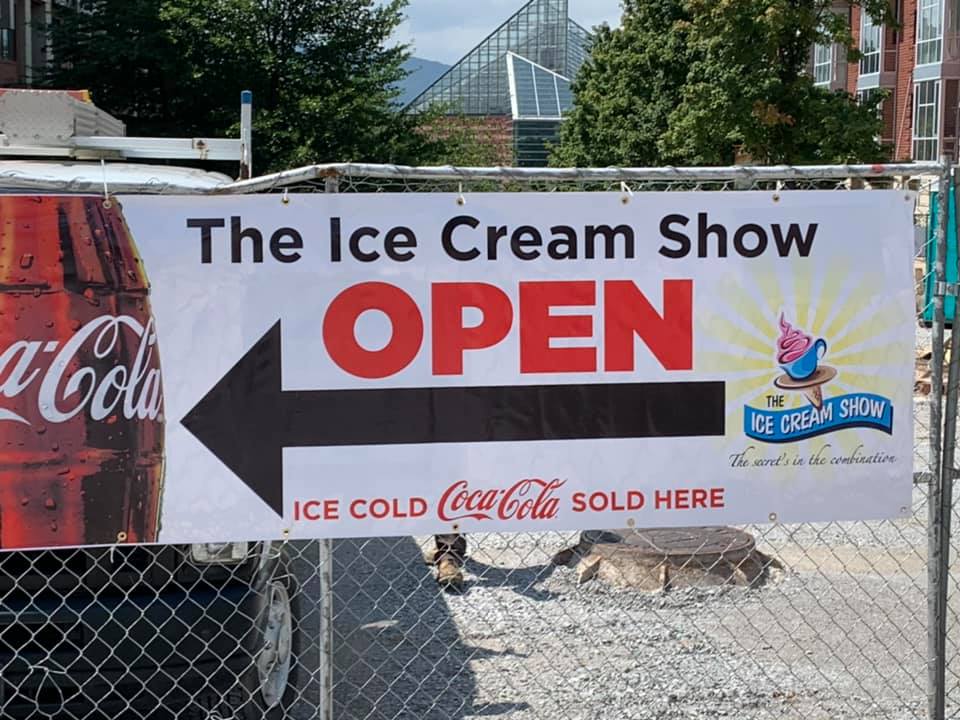 The Ice Cream Show
OPEN
a-Cola
THE
ICE CREAM SHOW
The secret's in the combination
ICE COLD Coca-Cola SOLD HERE